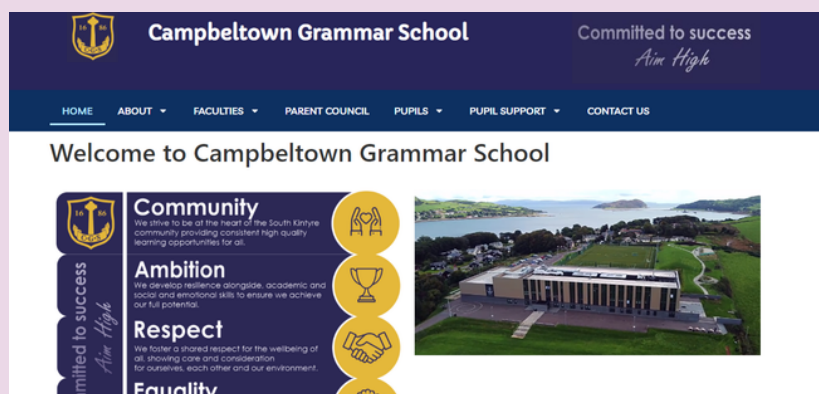 16 86
CGS
Campbeltown Grammar School
Committed to success
Aim High
HOME ABOUT FACULTIES PARENT COUNCIL PUPILS PUPIL SUPPORT CONTACT US
Welcome to Campbeltown Grammar School
16 86
CGS
Committed to success
Aim High
Community
We strive to be at the heart of the South Kintyre
community providing consistent high quality
learning opportunities for all.
Ambition
We develop resilience alongside, academic and
social and emotional skills to ensure we achieve
our full potential.
Respect
We foster a shared respect for the wellbeing of
all, showing care and consideration
for ourselves, each other and our environment.
Equality